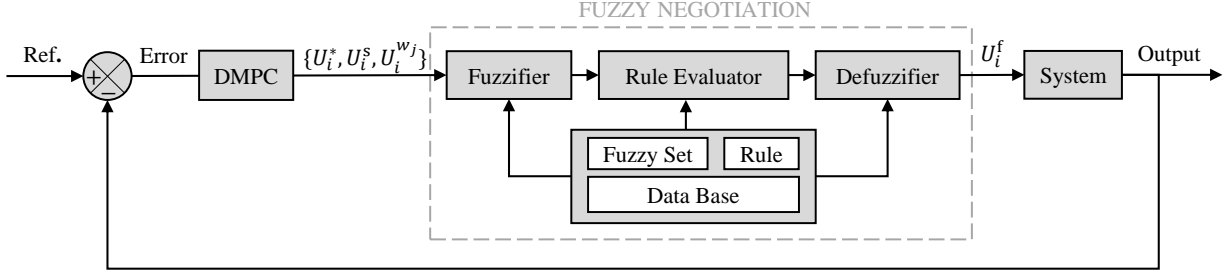 FUZZY NEGOTIATION
Ref.
Error
DMPC
{U_i^*, U_i^s, U_i^{w_j}}
Fuzzifier
Rule Evaluator
Defuzzifier
U_i^f
System
Output
+
−
Fuzzy Set
Rule
Data Base